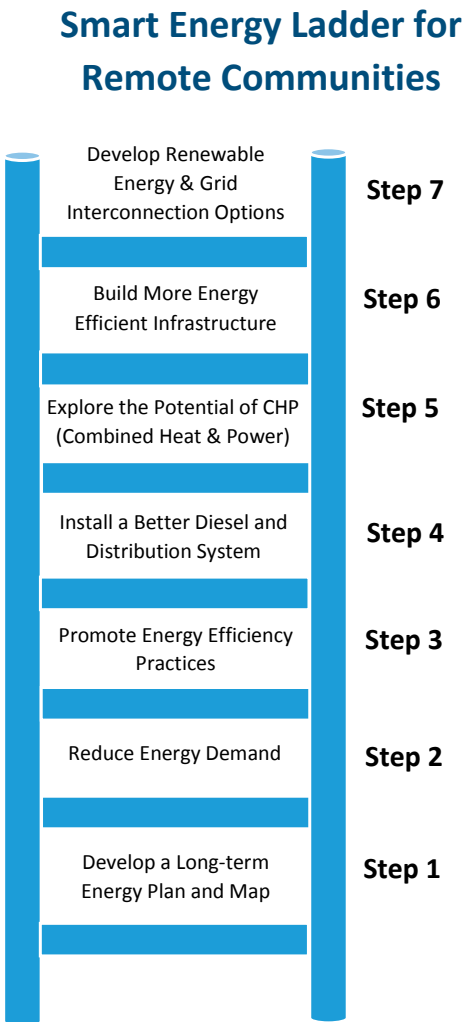 Smart Energy Ladder for
Remote Communities
Develop Renewable
Energy & Grid
Interconnection Options
Step 7
Build More Energy
Efficient Infrastructure
Step 6
Explore the Potential of CHP
(Combined Heat & Power)
Step 5
Install a Better Diesel and
Distribution System
Step 4
Promote Energy Efficiency
Practices
Step 3
Reduce Energy Demand
Step 2
Develop a Long-term
Energy Plan and Map
Step 1